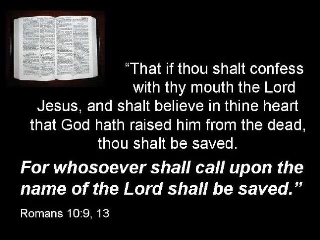 “That if thou shalt confess
with thy mouth the Lord
Jesus, and shalt believe in thine heart
that God hath raised him from the dead,
thou shalt be saved.
For whosoever shall call upon the
name of the Lord shall be saved.”
Romans 10:9, 13